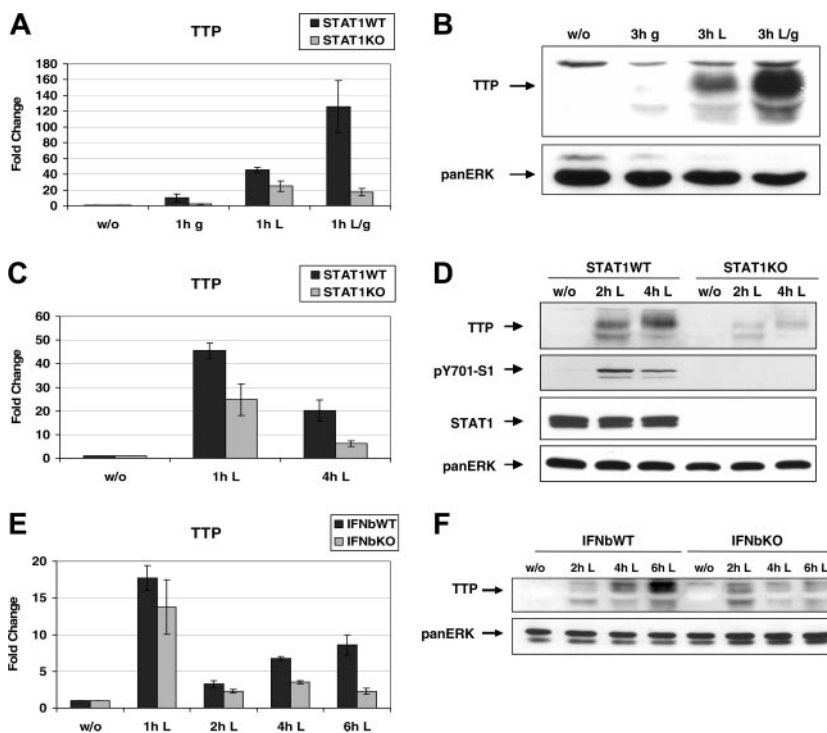 A
TTP
STAT1WT
STAT1KO
Fold Change
180
160
140
120
100
80
60
40
20
0
w/o 1h g 1h L 1h L/g
B
w/o 3h g 3h L 3h L/g
TTP
panERK
C
TTP
STAT1WT
STAT1KO
Fold Change
60
50
40
30
20
10
0
w/o 1h L 4h L
D
STAT1WT STAT1KO
w/o 2h L 4h L w/o 2h L 4h L
TTP
pY701-S1
STAT1
panERK
E
TTP
IFNbWT
IFNbKO
Fold Change
20
15
10
5
0
w/o 1h L 2h L 4h L 6h L
F
IFNbWT IFNbKO
w/o 2h L 4h L 6h L w/o 2h L 4h L 6h L
TTP
panERK